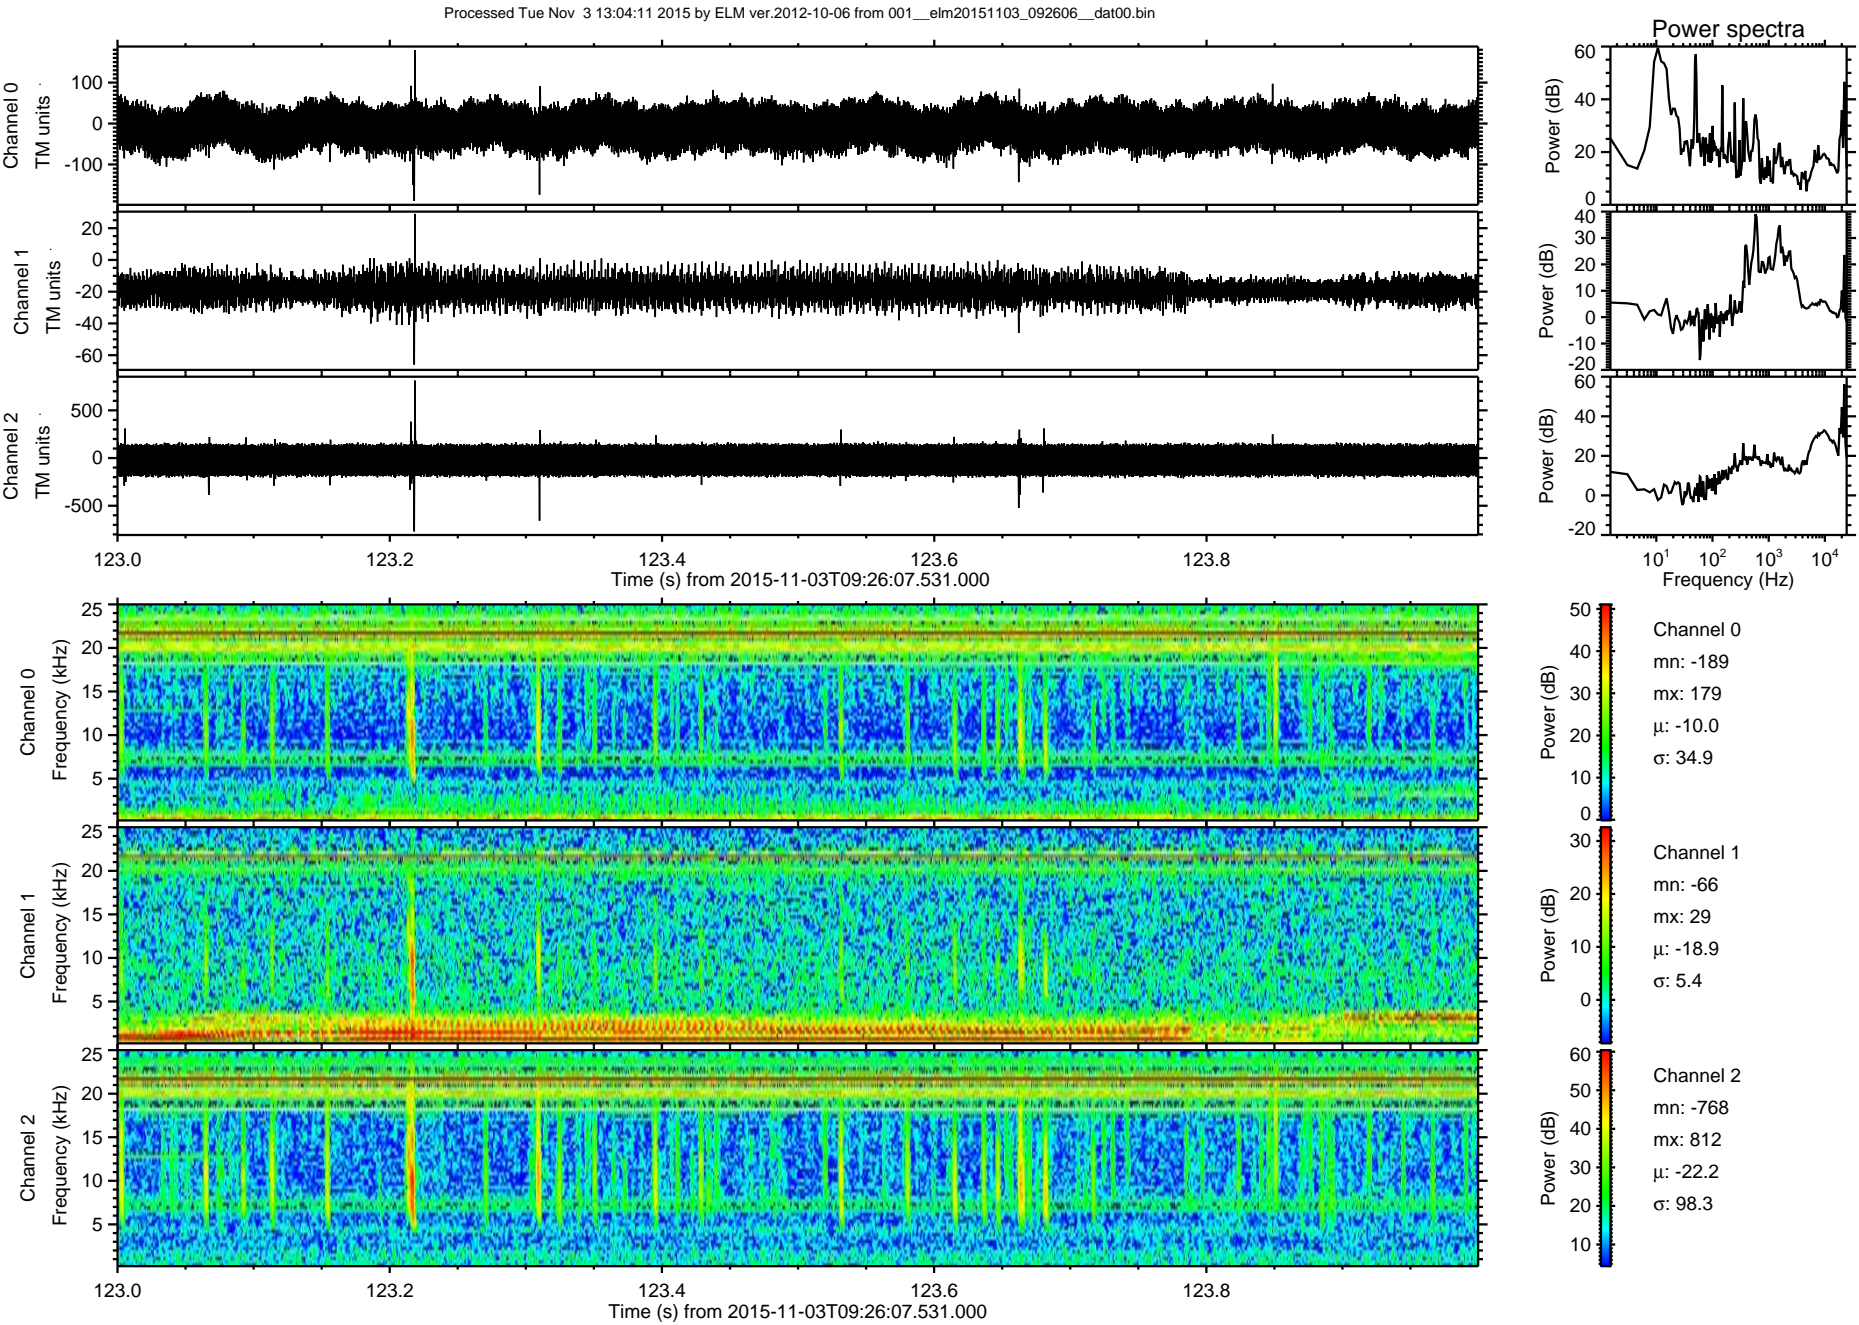 Processed Tue Nov  3 13:04:11 2015 by ELM ver.2012-10-06 from 001__elm20151103_092606__dat00.bin
Power spectra
Channel 0
TM units
100
0
-100
Power (dB)
60
40
20
0
Channel 1
TM units
20
0
-20
-40
-60
Power (dB)
40
30
20
10
0
-10
-20
Channel 2
TM units
500
0
-500
Power (dB)
60
40
20
0
-20
123.0 123.2 123.4 123.6 123.8
Time (s) from 2015-11-03T09:26:07.531.000
10^1 10^2 10^3 10^4
Frequency (Hz)
Channel 0
Frequency (kHz)
25
20
15
10
5
Power (dB)
50
40
30
20
10
0
Channel 0
mn: -189
mx: 179
μ: -10.0
σ: 34.9
Channel 1
Frequency (kHz)
25
20
15
10
5
Power (dB)
30
20
10
0
Channel 1
mn: -66
mx: 29
μ: -18.9
σ: 5.4
Channel 2
Frequency (kHz)
25
20
15
10
5
Power (dB)
60
50
40
30
20
10
Channel 2
mn: -768
mx: 812
μ: -22.2
σ: 98.3
123.0 123.2 123.4 123.6 123.8
Time (s) from 2015-11-03T09:26:07.531.000